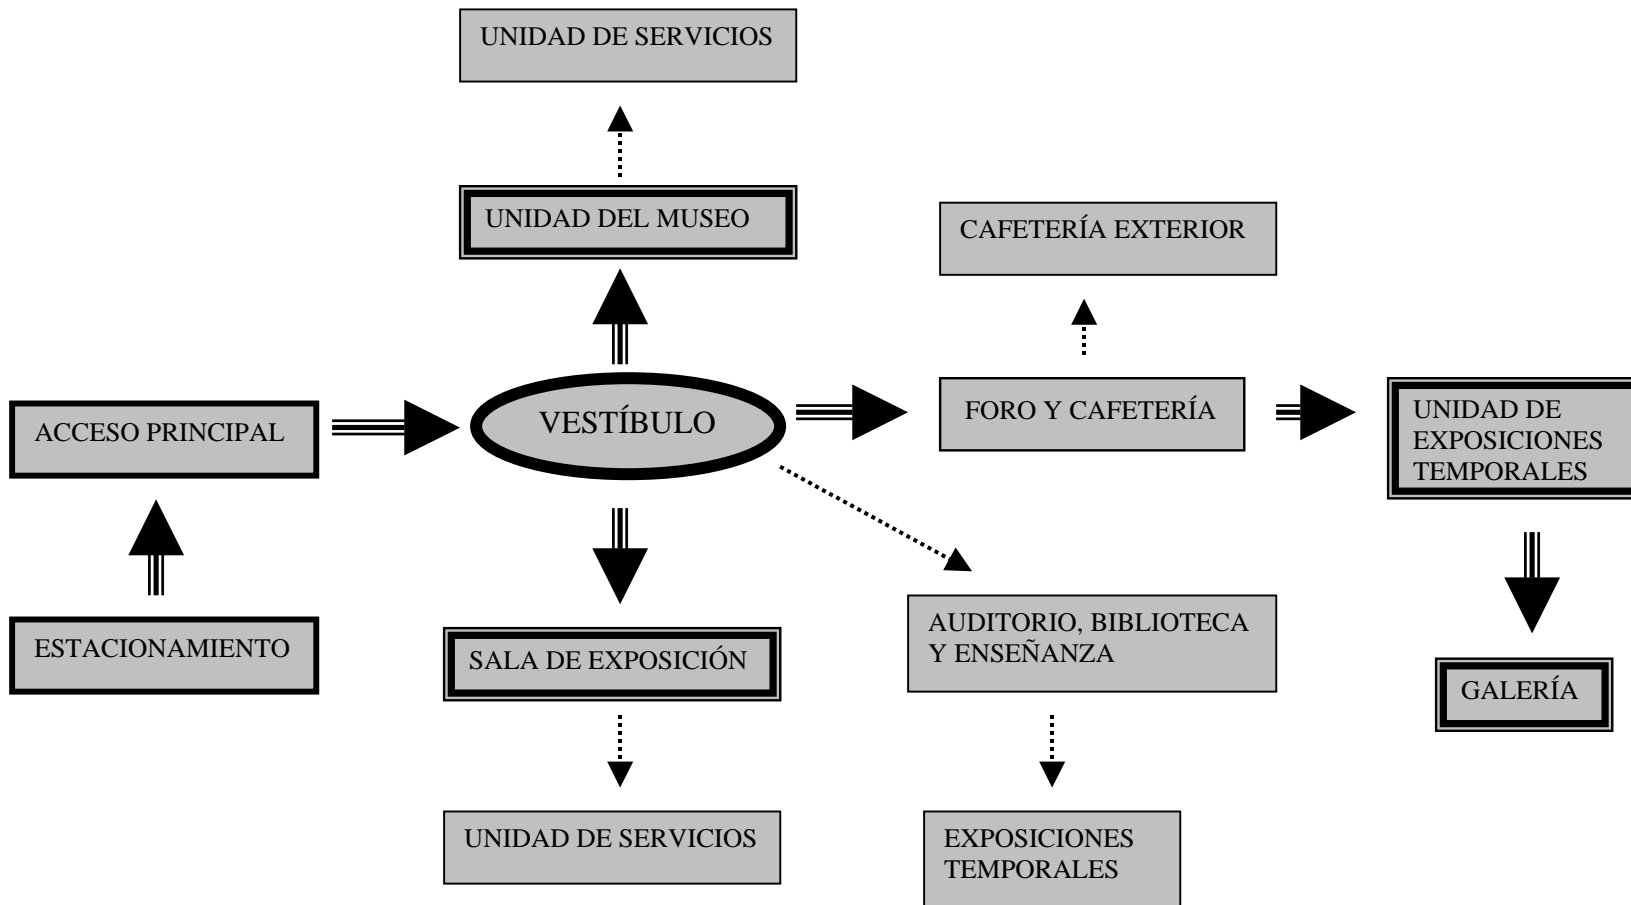 UNIDAD DE SERVICIOS
UNIDAD DEL MUSEO
CAFETERÍA EXTERIOR
ACCESO PRINCIPAL
VESTÍBULO
FORO Y CAFETERÍA
UNIDAD DE
EXPOSICIONES
TEMPORALES
ESTACIONAMIENTO
SALA DE EXPOSICIÓN
AUDITORIO, BIBLIOTECA
Y ENSEÑANZA
GALERÍA
UNIDAD DE SERVICIOS
EXPOSICIONES
TEMPORALES